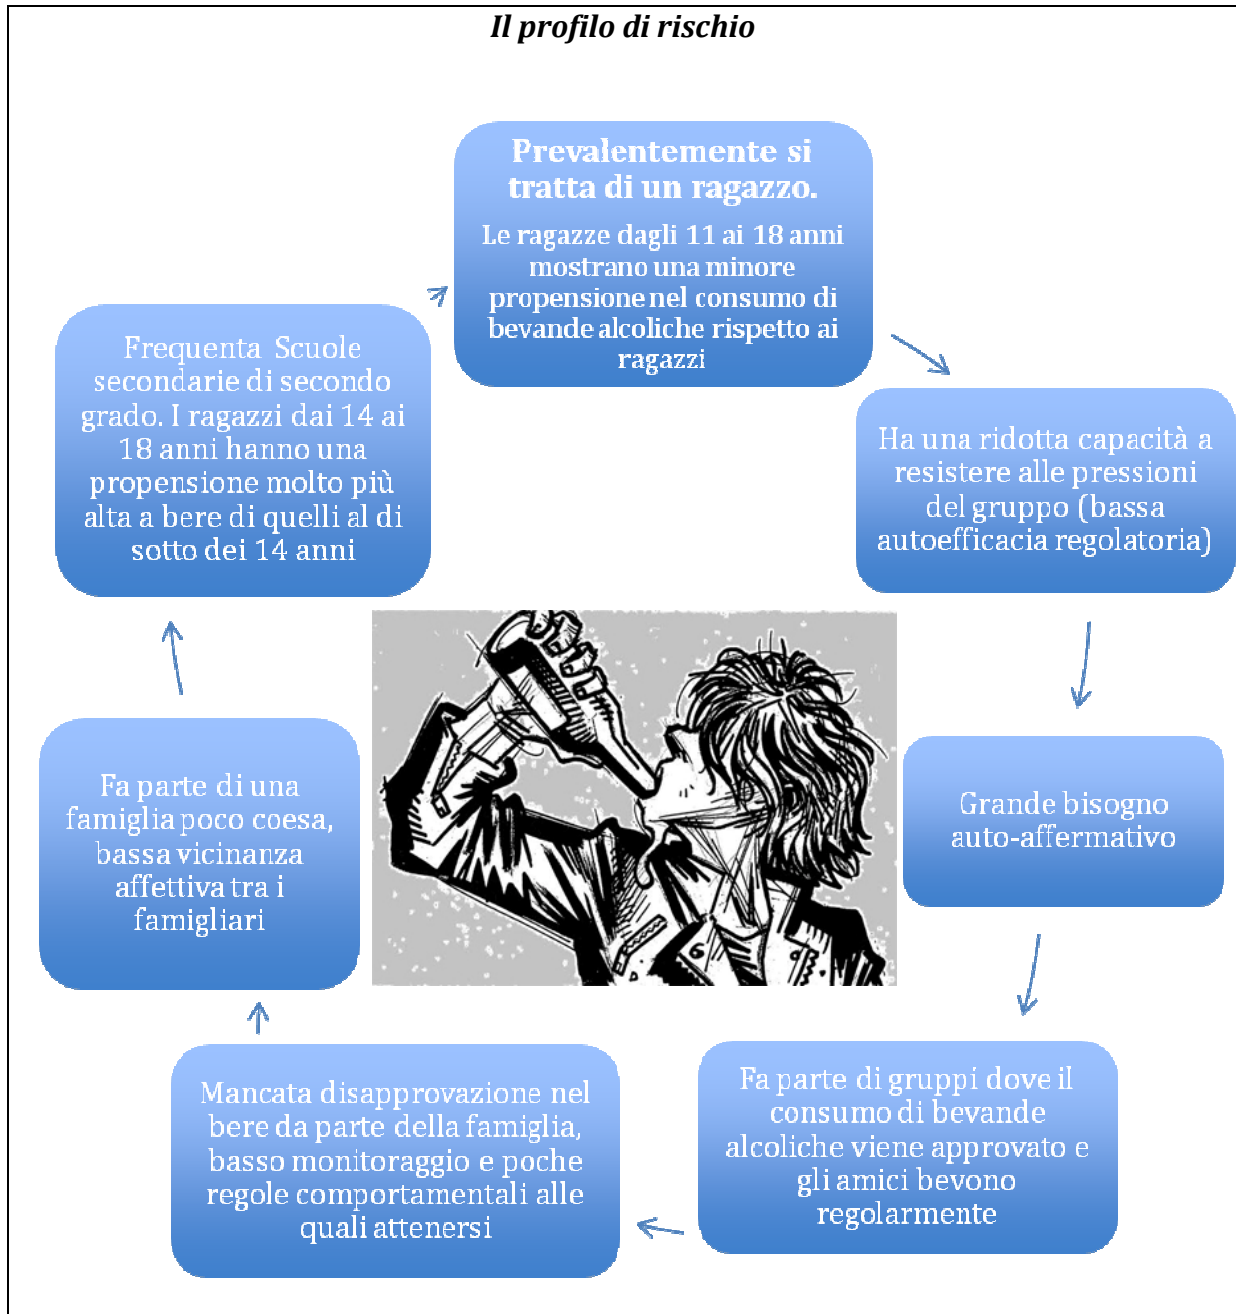 Il profilo di rischio
Prevalentemente si
tratta di un ragazzo.
Le ragazze dagli 11 ai 18 anni
mostrano una minore
propensione nel consumo di
bevande alcoliche rispetto ai
ragazzi
Ha una ridotta capacità a
resistere alle pressioni
del gruppo (bassa
autoefficacia regolatoria)
Grande bisogno
auto-affermativo
Fa parte di gruppi dove il
consumo di bevande
alcoliche viene approvato e
gli amici bevono
regolarmente
Mancata disapprovazione nel
bere da parte della famiglia,
basso monitoraggio e poche
regole comportamentali alle
quali attenersi
Fa parte di una
famiglia poco coesa,
bassa vicinanza
affettiva tra i
famigliari
Frequenta Scuole
secondarie di secondo
grado. I ragazzi dai 14 ai
18 anni hanno una
propensione molto più
alta a bere di quelli al di
sotto dei 14 anni